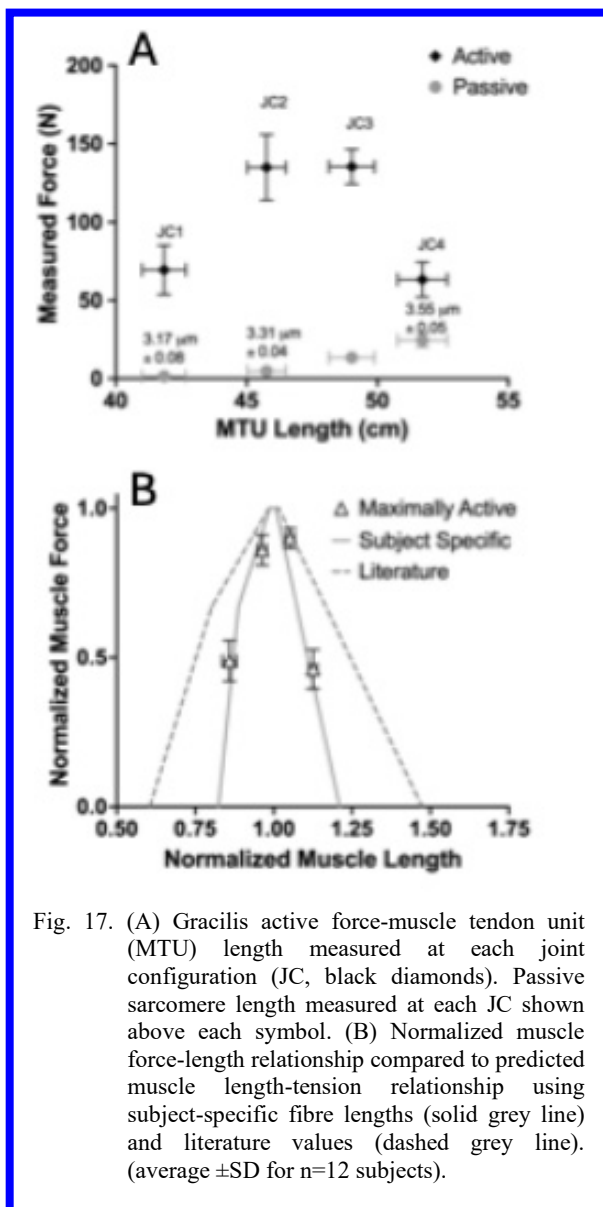 A
200
150
100
50
0
Measured Force (N)
Active
Passive
JC1
JC2
JC3
JC4
3.17 µm
± 0.08
3.31 µm
± 0.04
3.55 µm
± 0.05
40 45 50 55
MTU Length (cm)
B
1.0
0.5
0.0
Normalized Muscle Force
Maximally Active
Subject Specific
Literature
0.50 0.75 1.00 1.25 1.50 1.75
Normalized Muscle Length
Fig. 17. (A) Gracilis active force-muscle tendon unit
(MTU) length measured at each joint
configuration (JC, black diamonds). Passive
sarcomere length measured at each JC shown
above each symbol. (B) Normalized muscle
force-length relationship compared to predicted
muscle length-tension relationship using
subject-specific fibre lengths (solid grey line)
and literature values (dashed grey line).
(average ±SD for n=12 subjects).